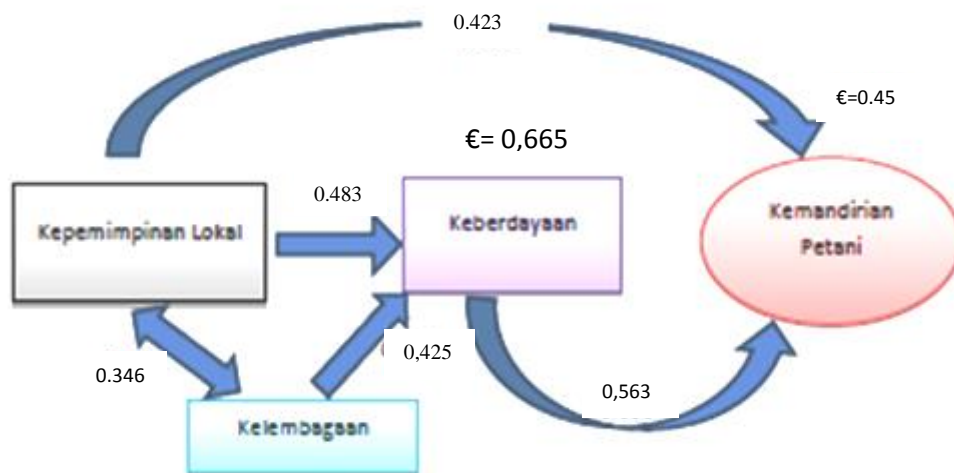 0.423
€=0.45
€= 0,665
0.483
Kepemimpinan Lokal
Keberdayaan
Kemandirian
Petani
0.346
0,425
0,563
Kelembagaan